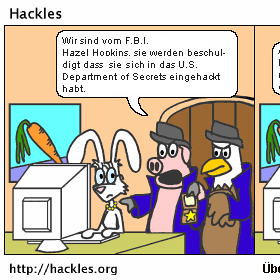 Hackles
Wir sind vom F.B.I.
Hazel Hopkins, sie werden beschul-
digt dass sie sich in das U.S.
Department of Secrets eingehackt
habt.
http://hackles.org